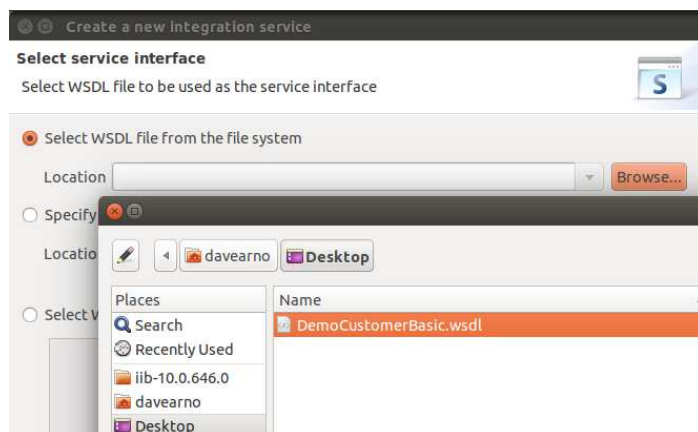 Create a new integration service
Select service interface
Select WSDL file to be used as the service interface
S
Select WSDL file from the file system
Location
Browse...
Specify
Locatio
davearno
Desktop
Select W
Places
Name
Search
DemoCustomerBasic.wsdl
Recently Used
iib-10.0.646.0
davearno
Desktop